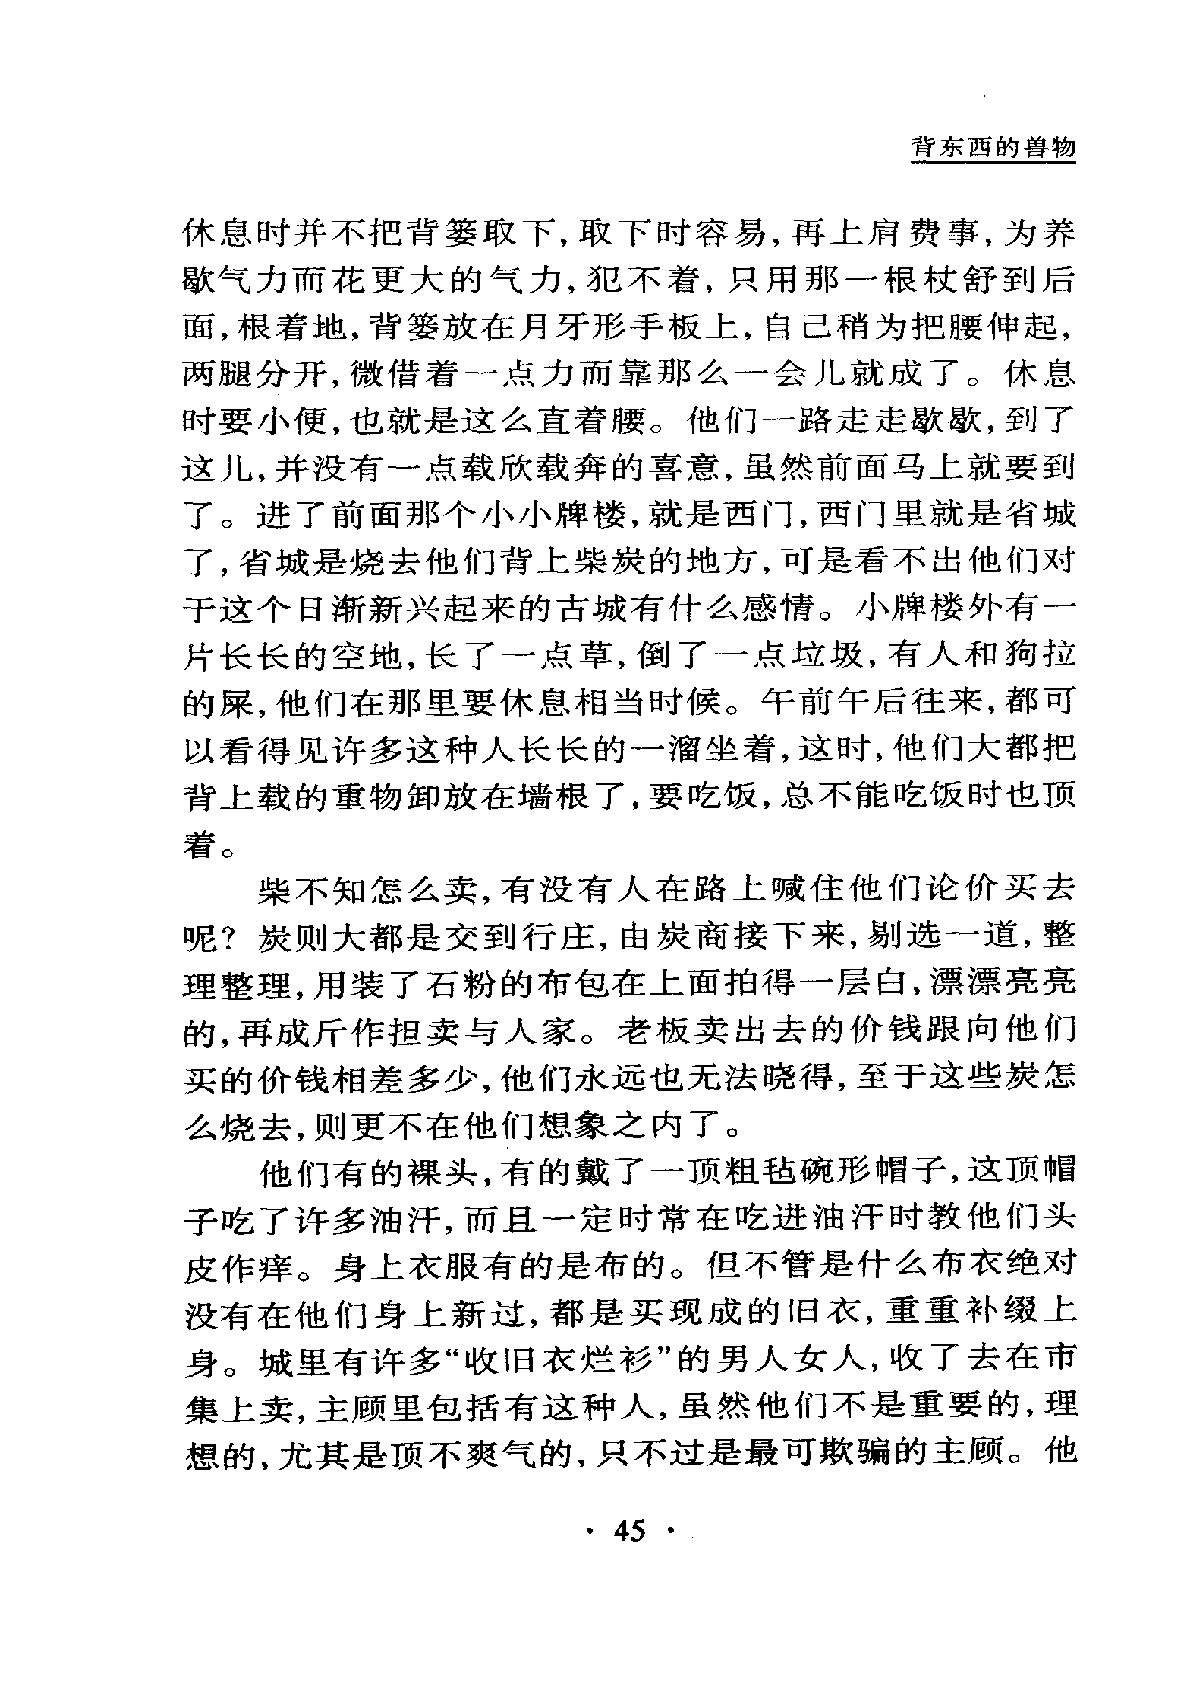 背东西的兽物
休息时并不把背篓取下,取下时容易,再上肩费事,为养
歇气力而花更大的气力,犯不着,只用那一根杖舒到后
面,根着地,背篓放在月牙形手板上,自己稍为把腰伸起,
两腿分开,微借着一点力而靠那么一会儿就成了。休息
时要小便,也就是这么直着腰。他们一路走走歇歇,到了
这儿,并没有一点载欣载奔的喜意,虽然前面马上就要到
了。进了前面那个小小牌楼,就是西门,西门里就是省城
了,省城是烧去他们背上柴炭的地方,可是看不出他们对
于这个日渐新兴起来的古城有什么感情。小牌楼外有一
片长长的空地,长了一点草,倒了一点垃圾,有人和狗拉
的屎,他们在那里要休息相当时候。午前午后往来,都可
以看得见许多这种人长长的一溜坐着,这时,他们大都把
背上载的重物卸放在墙根了,要吃饭,总不能吃饭时也顶
着。
柴不知怎么卖,有没有人在路上喊住他们论价买去
呢?炭则大都是交到行庄,由炭商接下来,剔选一道,整
理整理,用装了石粉的布包在上面拍得一层白,漂漂亮亮
的,再成斤作担卖与人家。老板卖出去的价钱跟向他们
买的价钱相差多少,他们永远也无法晓得,至于这些炭怎
么烧去,则更不在他们想象之内了。
他们有的裸头,有的戴了一顶粗毡碗形帽子,这顶帽
子吃了许多油汗,而且一定时常在吃进油汗时教他们头
皮作痒。身上衣服有的是布的。但不管是什么布衣绝对
没有在他们身上新过,都是买现成的旧衣,重重补缀上
身。城里有许多“收旧衣烂衫”的男人女人,收了去在市
集上卖,主顾里包括有这种人,虽然他们不是重要的,理
想的,尤其是顶不爽气的,只不过是最可欺骗的主顾。他
· 45 ·